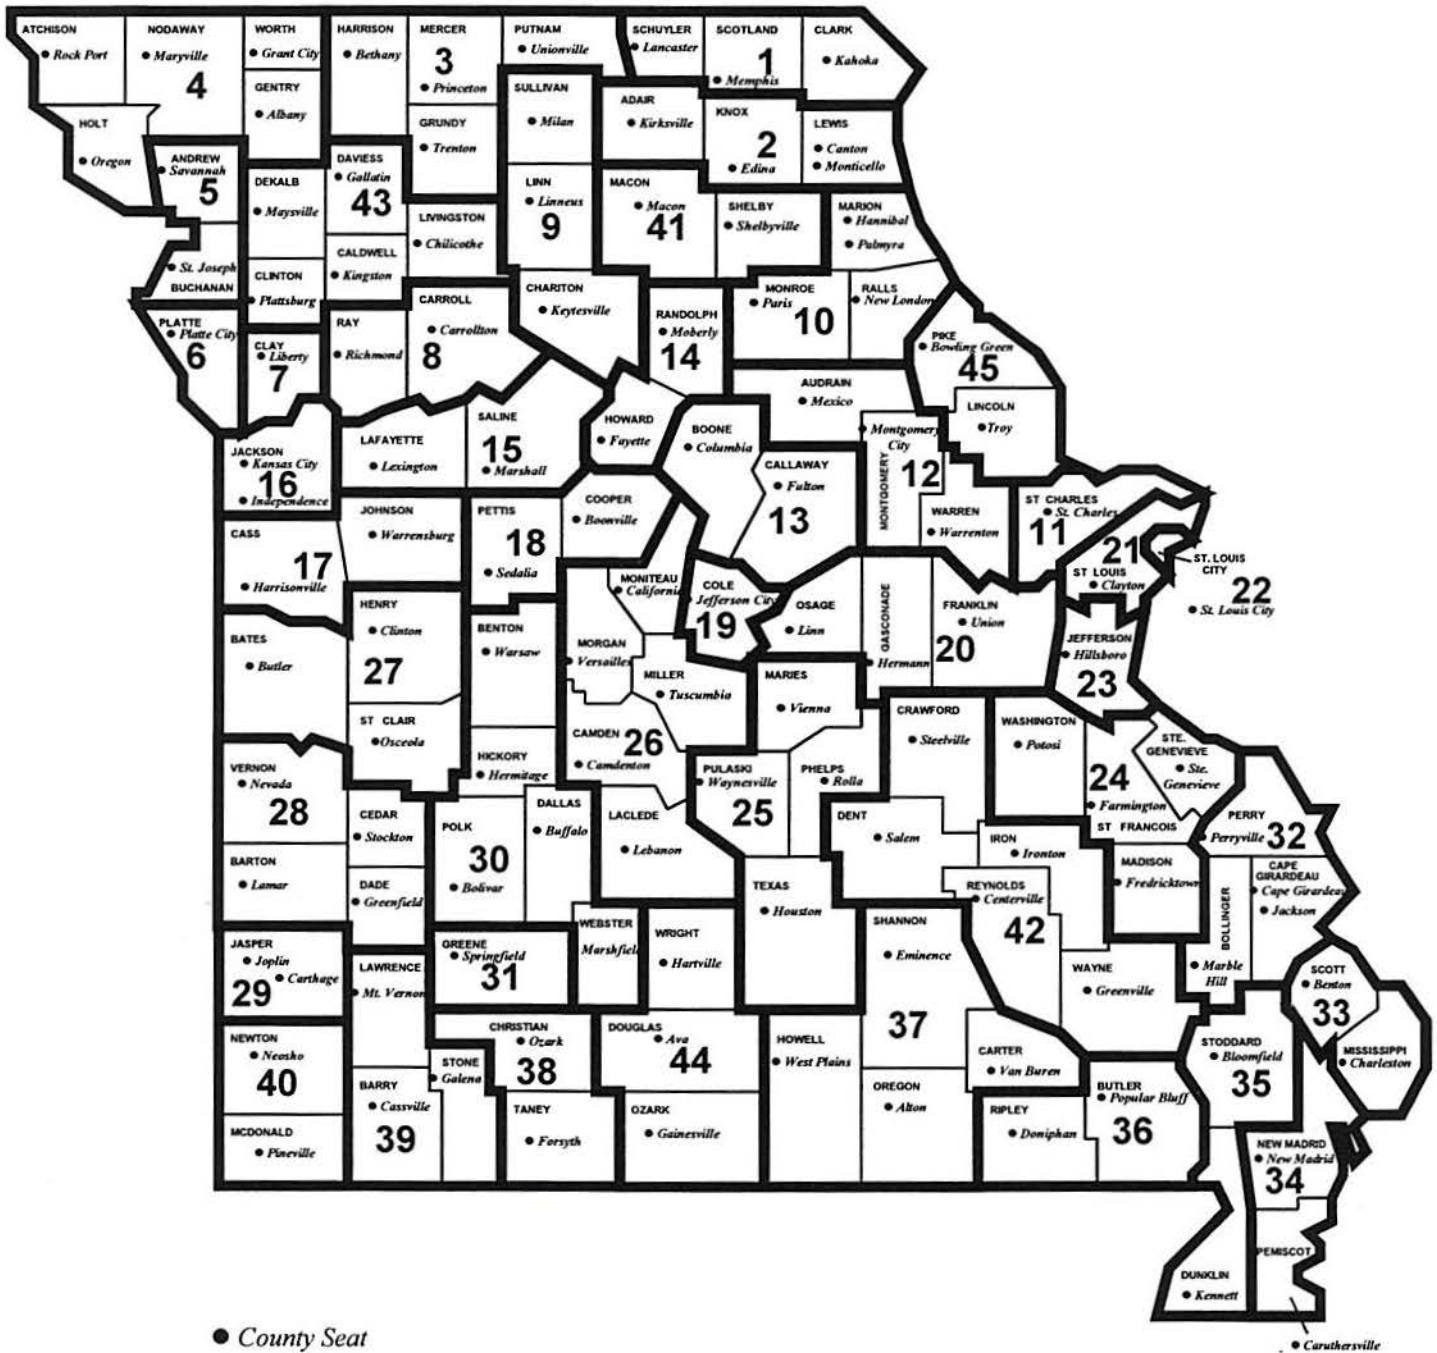 ATCHISON
Rock Port
NODAWAY
Maryville
4
WORTH
Grant City
GENTRY
Albany
HARRISON
Bethany
MERCER
3
Princeton
PUTNAM
Unionville
SCHUYLER
Lancaster
SCOTLAND
1
Memphis
CLARK
Kahoka
HOLT
Oregon
ANDREW
Savannah
5
DEKALB
Maysville
DAVIESS
Gallatin
43
GRUNDY
Trenton
SULLIVAN
Milan
ADAIR
Kirksville
KNOX
2
Edina
LEWIS
Canton
Monticello
LINN
Linneus
9
MACON
Macon
41
SHELBY
Shelbyville
MARION
Hannibal
Palmyra
St. Joseph
BUCHANAN
CLINTON
Plattsburg
CALDWELL
Kingston
LIVINGSTON
Chilicothe
CHARITON
Keytesville
RANDOLPH
Moberly
14
MONROE
Paris
10
RALLS
New London
PLATTE
Platte City
6
CLAY
Liberty
7
RAY
Richmond
CARROLL
Carrollton
8
PIKE
Bowling Green
45
AUDRAIN
Mexico
LINCOLN
Troy
JACKSON
Kansas City
16
Independence
LAFAYETTE
Lexington
SALINE
15
Marshall
HOWARD
Fayette
BOONE
Columbia
CALLAWAY
Fulton
13
Montgomery
City
MONTGOMERY
12
WARREN
Warrenton
ST CHARLES
St. Charles
11
21
ST LOUIS
Clayton
ST. LOUIS
CITY
22
St. Louis City
CASS
17
Harrisonville
JOHNSON
Warrensburg
PETTIS
18
Sedalia
COOPER
Boonville
MONITEAU
California
COLE
Jefferson City
19
OSAGE
Linn
GASCONADE
Hermann
FRANKLIN
Union
20
JEFFERSON
Hillsboro
23
BATES
Butler
HENRY
Clinton
27
BENTON
Warsaw
MORGAN
Versailles
MILLER
Tuscumbia
MARIES
Vienna
ST CLAIR
Osceola
HICKORY
Hermitage
CAMDEN
26
Camdenton
PULASKI
Waynesville
25
PHELPS
Rolla
CRAWFORD
Steelville
WASHINGTON
Potosi
24
Farmington
ST FRANCOIS
STE.
GENEVIEVE
Ste.
Genevieve
VERNON
Nevada
28
CEDAR
Stockton
POLK
30
Bolivar
DALLAS
Buffalo
LACLEDE
Lebanon
DENT
Salem
IRON
Ironton
MADISON
Fredricktown
PERRY
Perryville
32
BARTON
Lamar
DADE
Greenfield
TEXAS
Houston
REYNOLDS
Centerville
42
BOLLINGER
Marble
Hill
CAPE
GIRARDEAU
Cape Girardeau
Jackson
JASPER
Joplin
Carthage
29
LAWRENCE
Mt. Vernon
GREENE
Springfield
31
WEBSTER
Marshfield
WRIGHT
Hartville
SHANNON
Eminence
37
WAYNE
Greenville
SCOTT
Benton
33
MISSISSIPPI
Charleston
NEWTON
Neosho
40
CHRISTIAN
Ozark
38
DOUGLAS
Ava
44
HOWELL
West Plains
CARTER
Van Buren
STODDARD
Bloomfield
35
STONE
Galena
BARRY
Cassville
39
TANEY
Forsyth
OZARK
Gainesville
OREGON
Alton
RIPLEY
Doniphan
BUTLER
Popular Bluff
36
MCDONALD
Pineville
NEW MADRID
New Madrid
34
PEMISCOT
DUNKLIN
Kennett
Caruthersville
County Seat